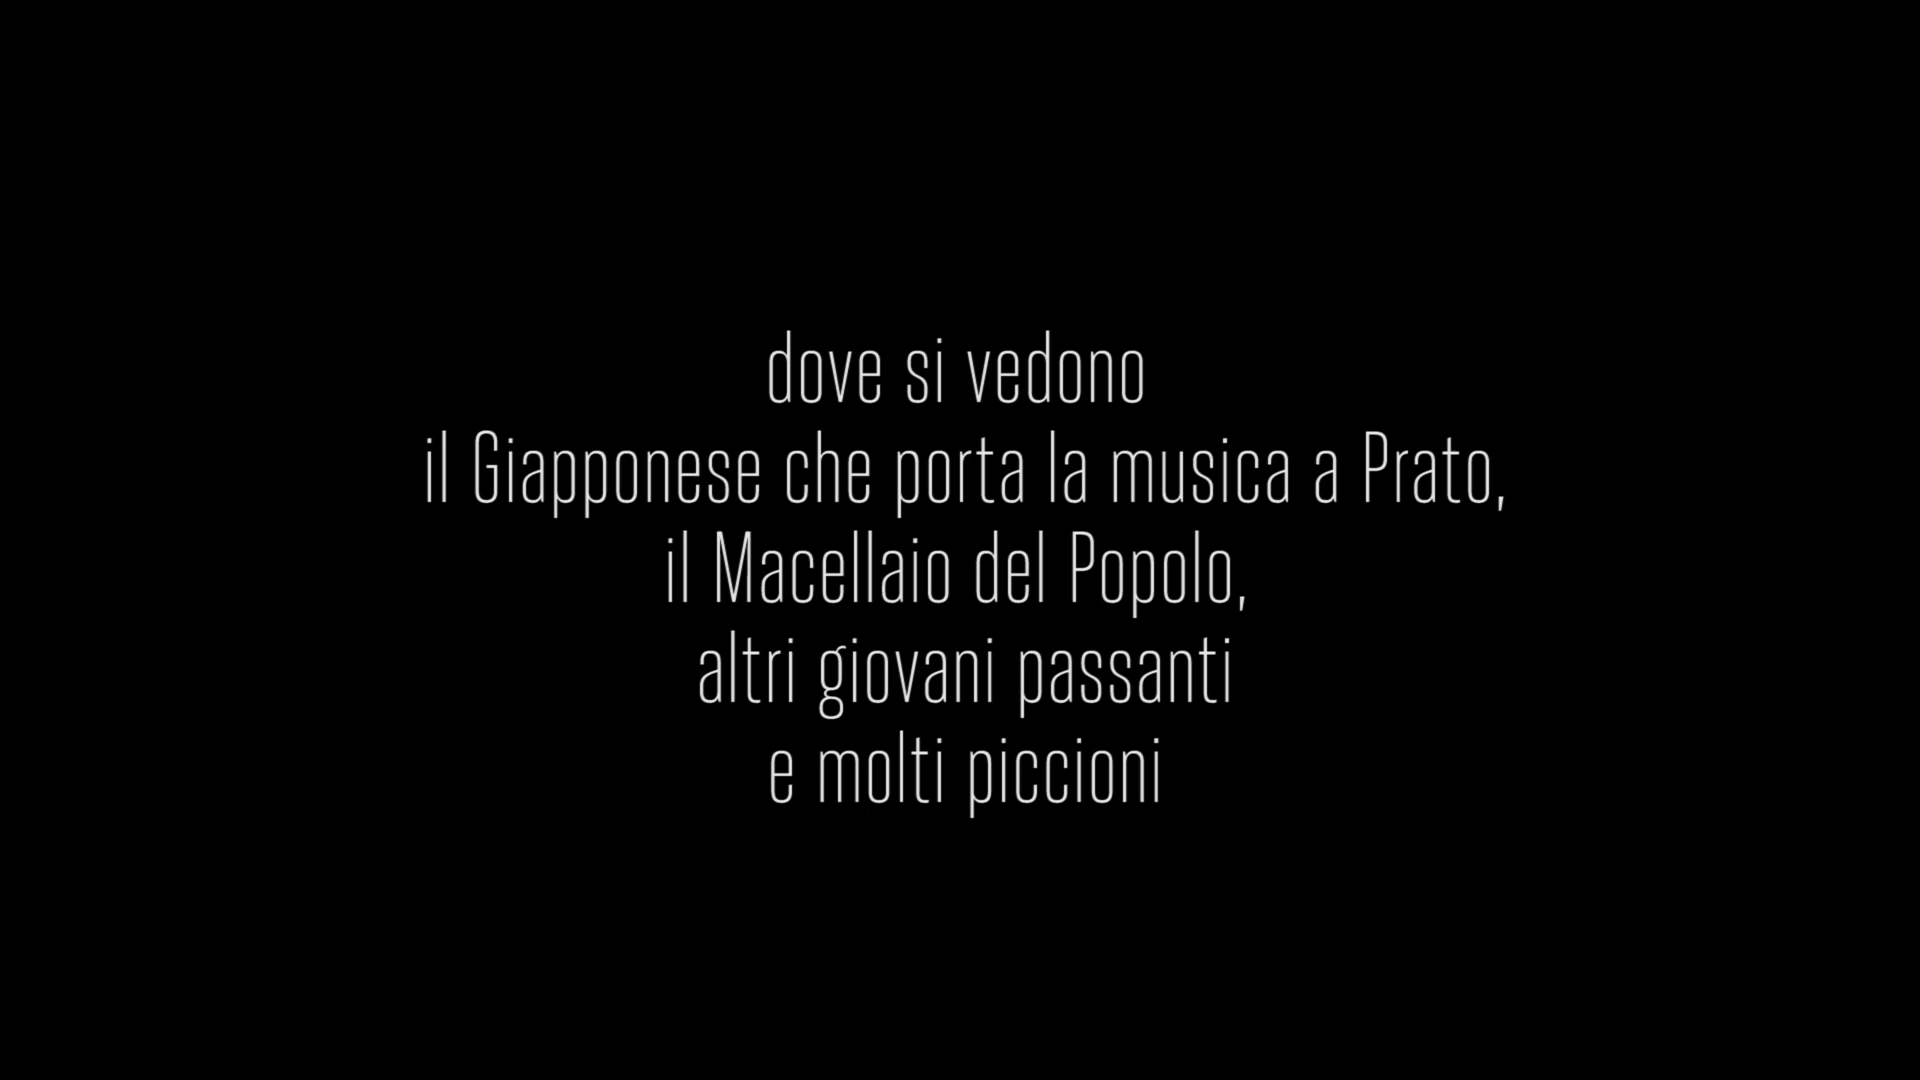 dove si vedono
il Giapponese che porta la musica a Prato,
il Macellaio del Popolo,
altri giovani passanti
e molti piccioni